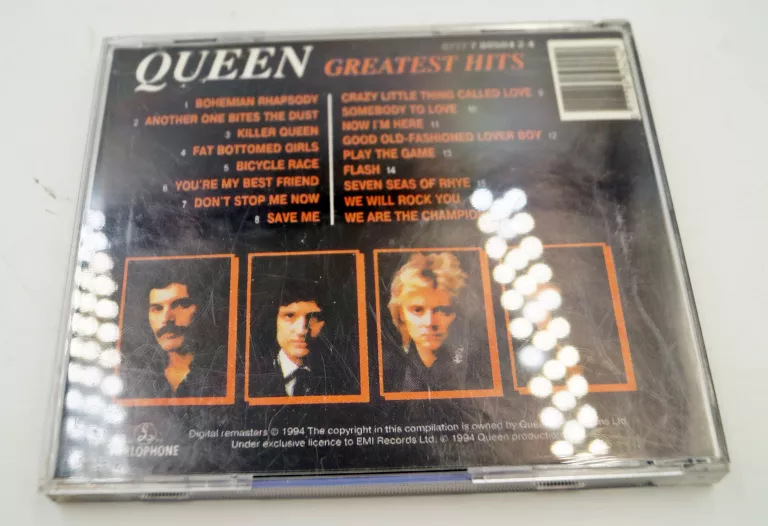 QUEEN GREATEST HITS
1 BOHEMIAN RHAPSODY
2 ANOTHER ONE BITES THE DUST
3 KILLER QUEEN
4 FAT BOTTOMED GIRLS
5 BICYCLE RACE
6 YOU'RE MY BEST FRIEND
7 DON'T STOP ME NOW
8 SAVE ME
CRAZY LITTLE THING CALLED LOVE 9
SOMEBODY TO LOVE 10
NOW I'M HERE 11
GOOD OLD-FASHIONED LOVER BOY 12
PLAY THE GAME 13
FLASH 14
SEVEN SEAS OF RHYE 15
WE WILL ROCK YOU
WE ARE THE
Digital remasters © 1994 The copyright in this compilation is owned by Ltd.
Under exclusive licence to EMI Records Ltd. © 1994 Queen
PARLOPHONE